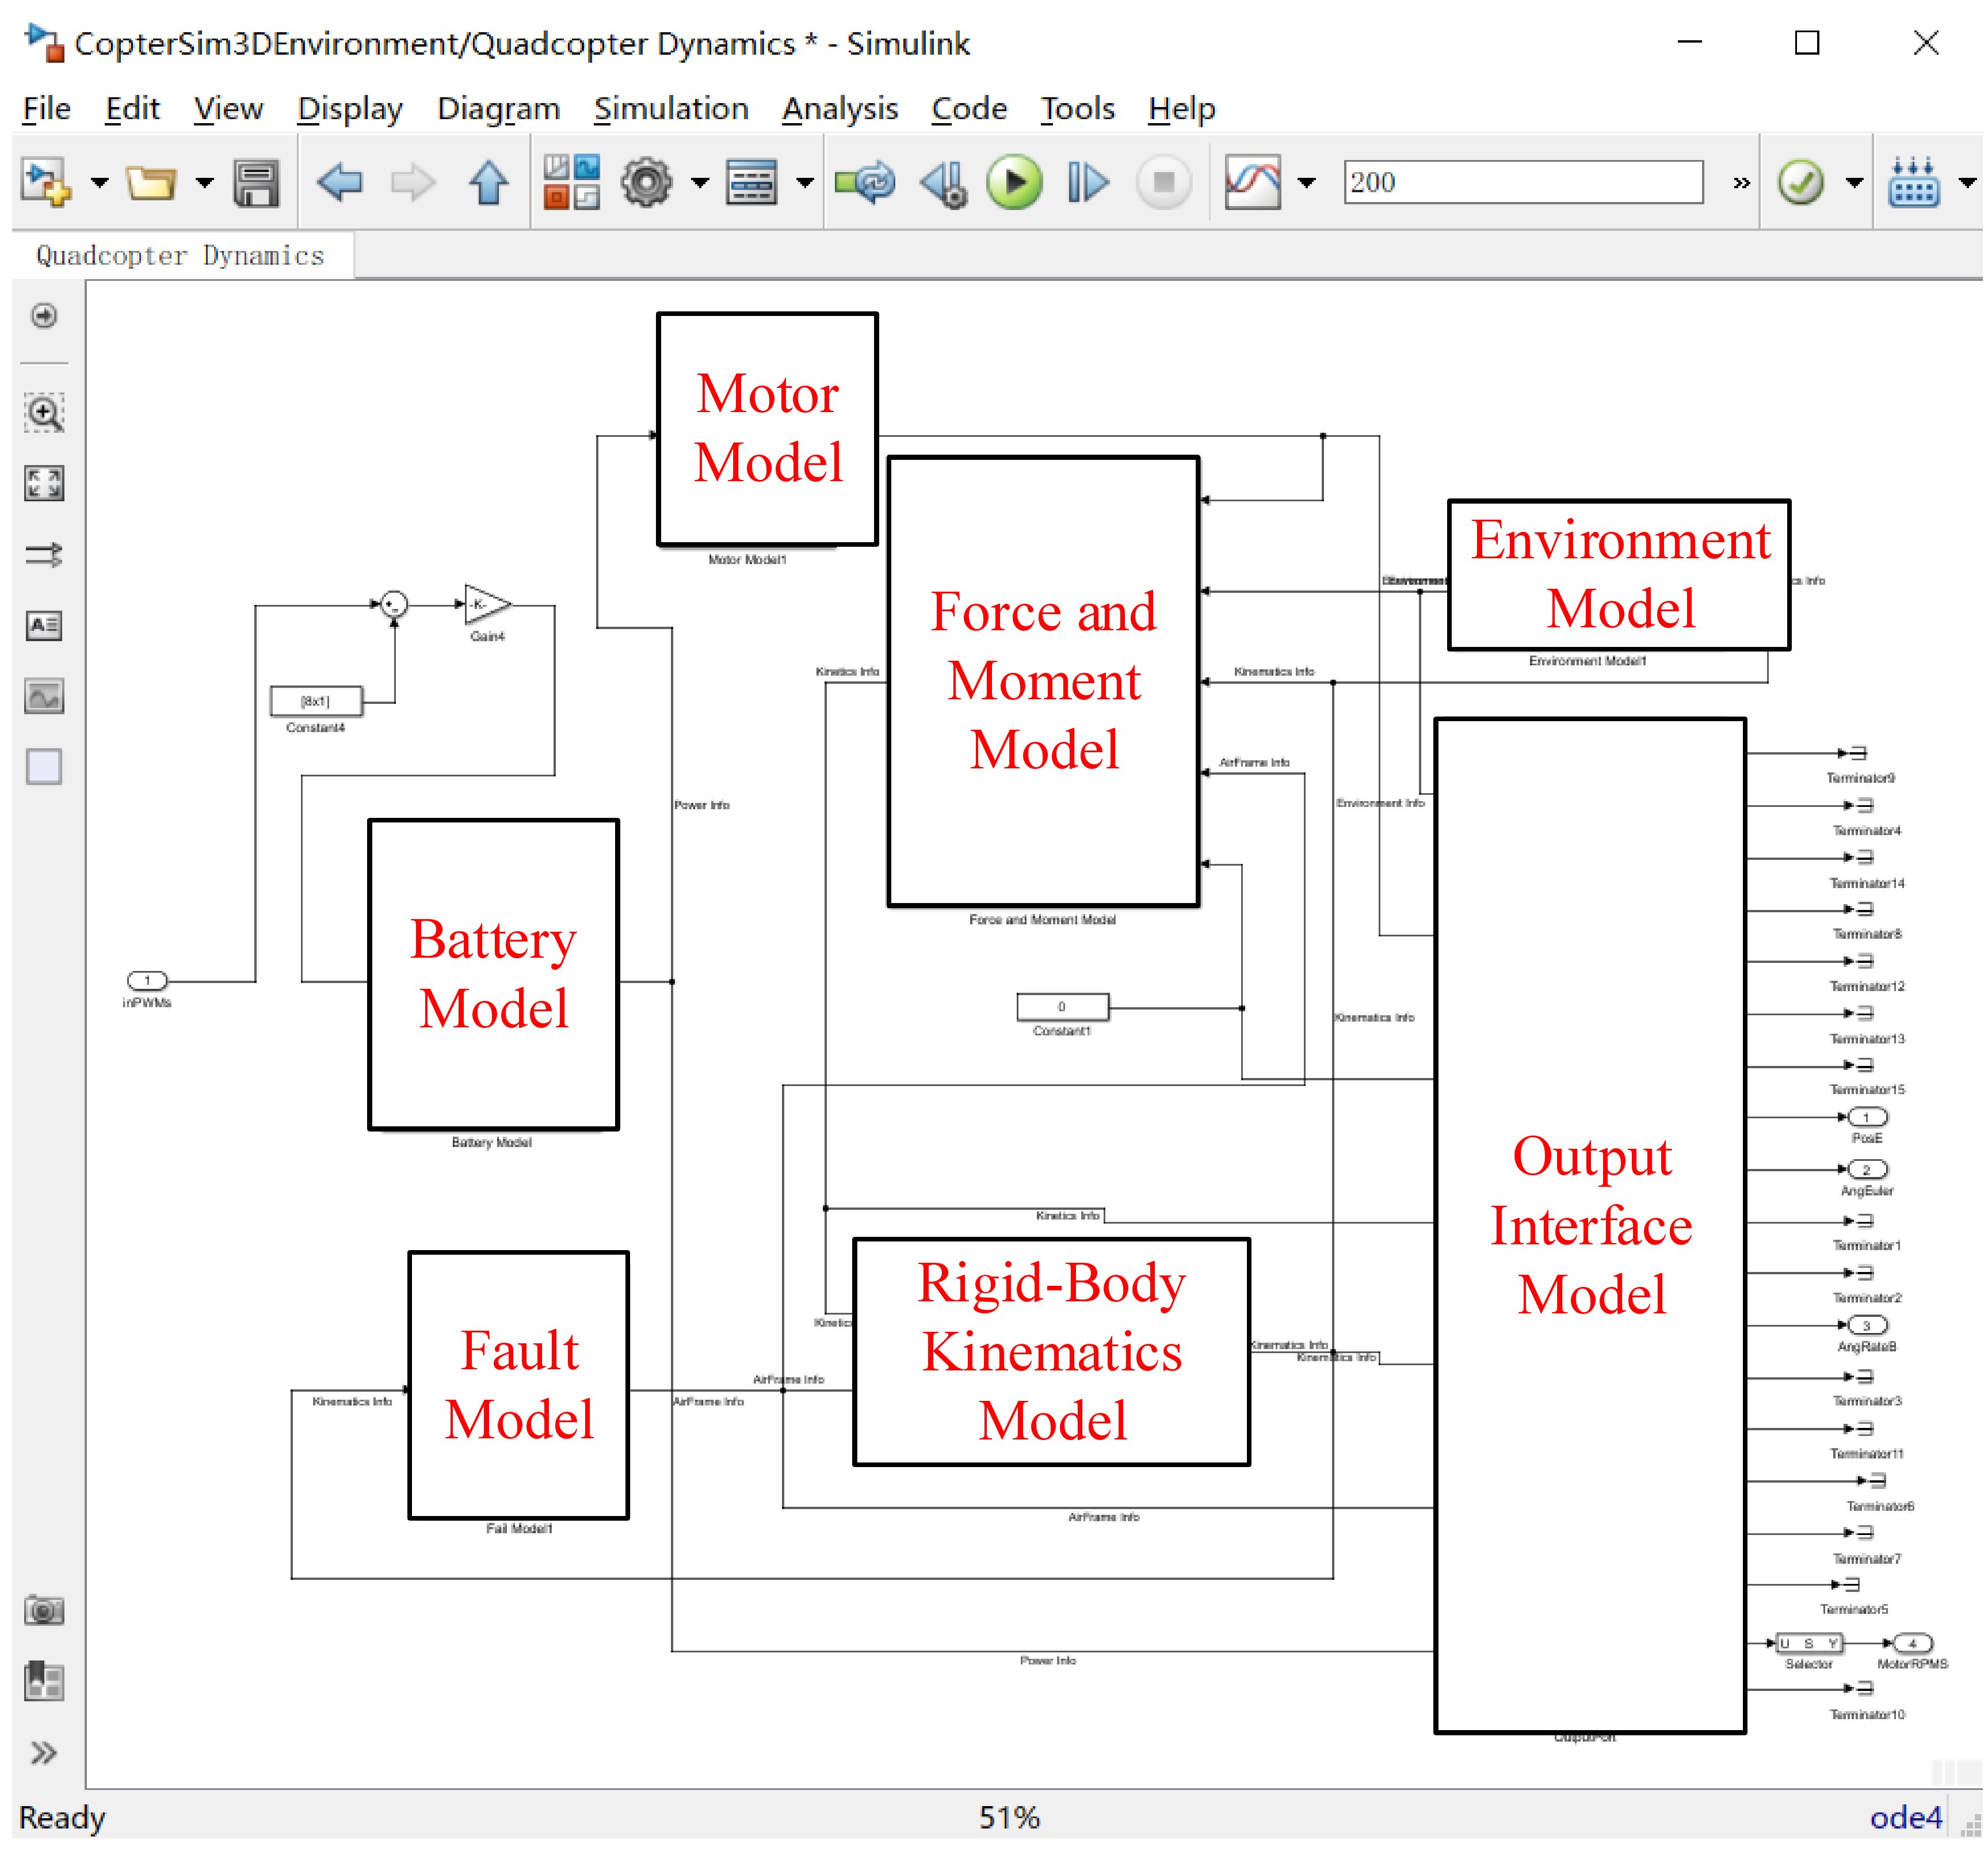 CopterSim3DEnvironment/Quadcopter Dynamics * - Simulink
File Edit View Display Diagram Simulation Analysis Code Tools Help
200
»
Quadcopter Dynamics
Motor
Model
Motor Model1
Force and
Moment
Model
Force and Moment Model
Environment
Model
Environment Model1
cs Info
-K-
Gain4
[8x1]
Constant4
Kinetics Info
Kinematics Info
AirFrame Info
Power Info
Environment Info
Battery
Model
Battery Model
1
inPWMs
0
Constant1
Kinematics Info
Output
Interface
Model
OutputPort
Kinetics Info
Rigid-Body
Kinematics
Model
Kinetic
Kinematics Info
Kinematics Info
Fault
Model
Fail Model1
Kinematics Info
AirFrame Info
AirFrame Info
AirFrame Info
Power Info
Terminator9
Terminator4
Terminator14
Terminator8
Terminator12
Terminator13
Terminator15
1
PosE
2
AngEuler
Terminator1
Terminator2
3
AngRateB
Terminator3
Terminator11
Terminator6
Terminator7
Terminator5
U S Y
Selector
4
MotorRPMS
Terminator10
Ready
51%
ode4